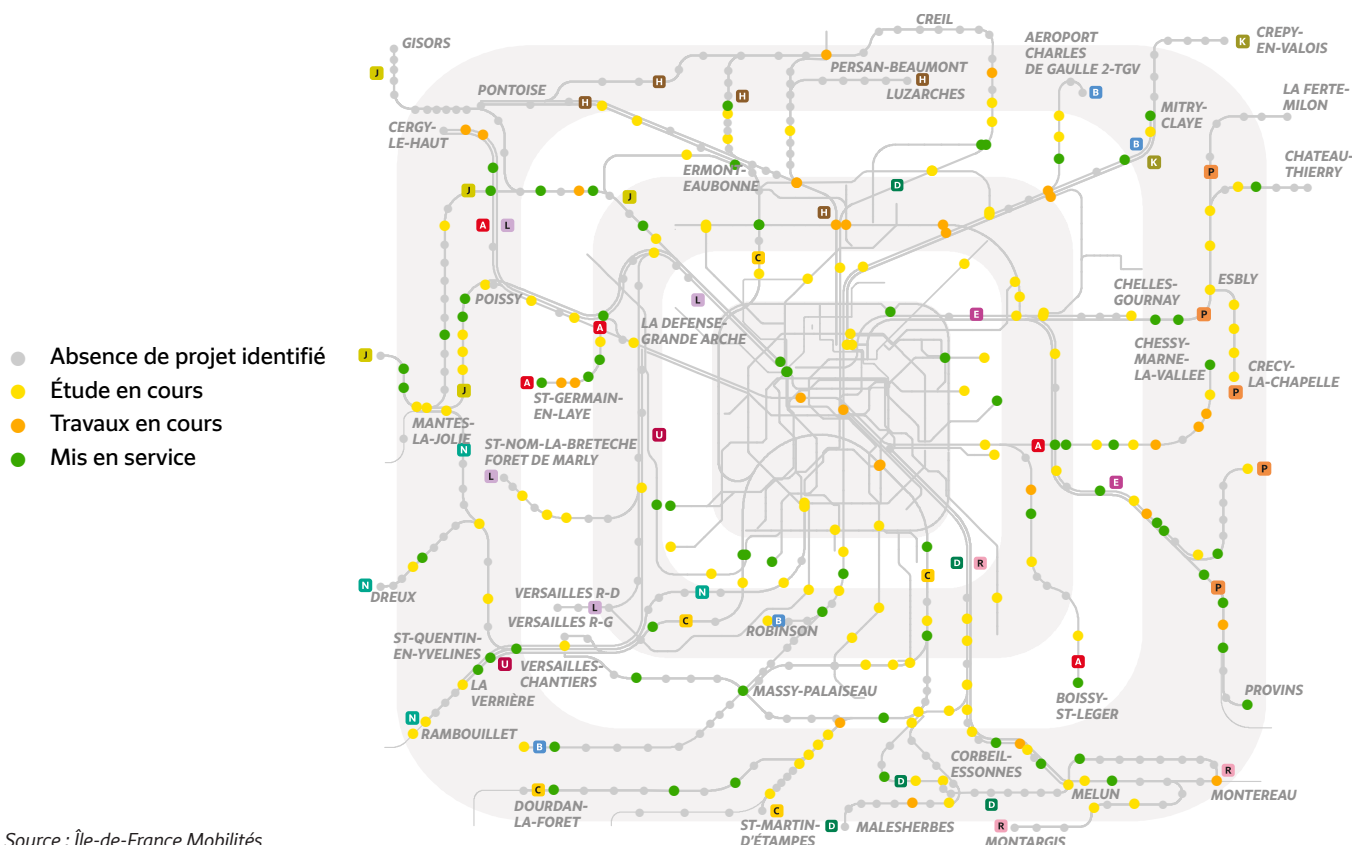 GISORS
CREIL
AEROPORT
CHARLES
DE GAULLE 2-TGV
K
CREPY-
EN-VALOIS
J
H
PERSAN-BEAUMONT
LUZARCHES
H
B
PONTOISE
H
H
LA FERTE-
MILON
CERGY-
LE-HAUT
MITRY-
CLAYE
B
K
ERMONT-
EAUBONNE
CHATEAU-
THIERRY
P
J
J
D
H
A
L
C
POISSY
L
CHELLES-
GOURNAY
ESBLY
E
P
A
LA DEFENSE-
GRANDE ARCHE
Absence de projet identifié
Étude en cours
Travaux en cours
Mis en service
J
CHESSY-
MARNE-
LA-VALLEE
CRECY-
LA-CHAPELLE
A
ST-GERMAIN-
EN-LAYE
J
P
MANTES-
LA-JOLIE
N
ST-NOM-LA-BRETECHE
FORET DE MARLY
L
U
A
E
P
N
DREUX
D
R
C
VERSAILLES R-D
VERSAILLES R-G
L
N
C
B
ROBINSON
P
ST-QUENTIN-
EN-YVELINES
U
VERSAILLES-
CHANTIERS
LA
VERRIÈRE
MASSY-PALAISEAU
A
BOISSY-
ST-LEGER
PROVINS
N
RAMBOUILLET
B
CORBEIL-
ESSONNES
R
D
C
DOURDAN-
LA-FORET
C
D
MELUN
MONTEREAU
ST-MARTIN-
D'ÉTAMPES
D
MALESHERBES
R
MONTARGIS
Source : Île-de-France Mobilités